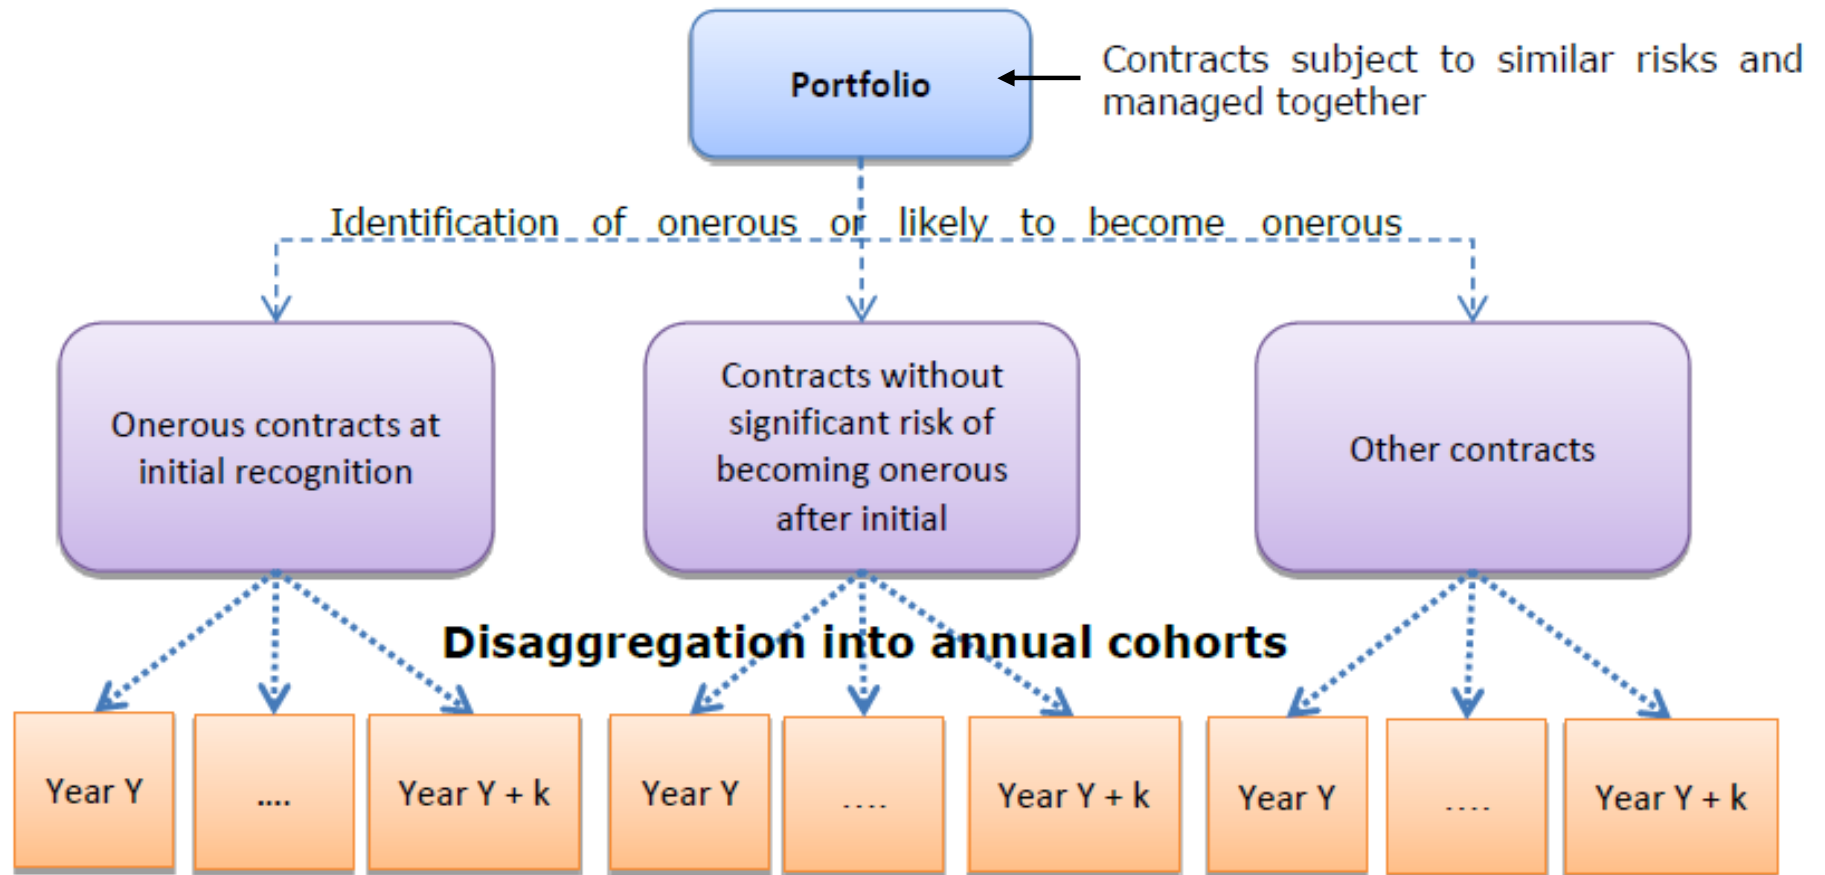 Portfolio
Contracts subject to similar risks and
managed together
Identification of onerous or likely to become onerous
Onerous contracts at
initial recognition
Contracts without
significant risk of
becoming onerous
after initial
Other contracts
Disaggregation into annual cohorts
Year Y
....
Year Y + k
Year Y
....
Year Y + k
Year Y
....
Year Y + k